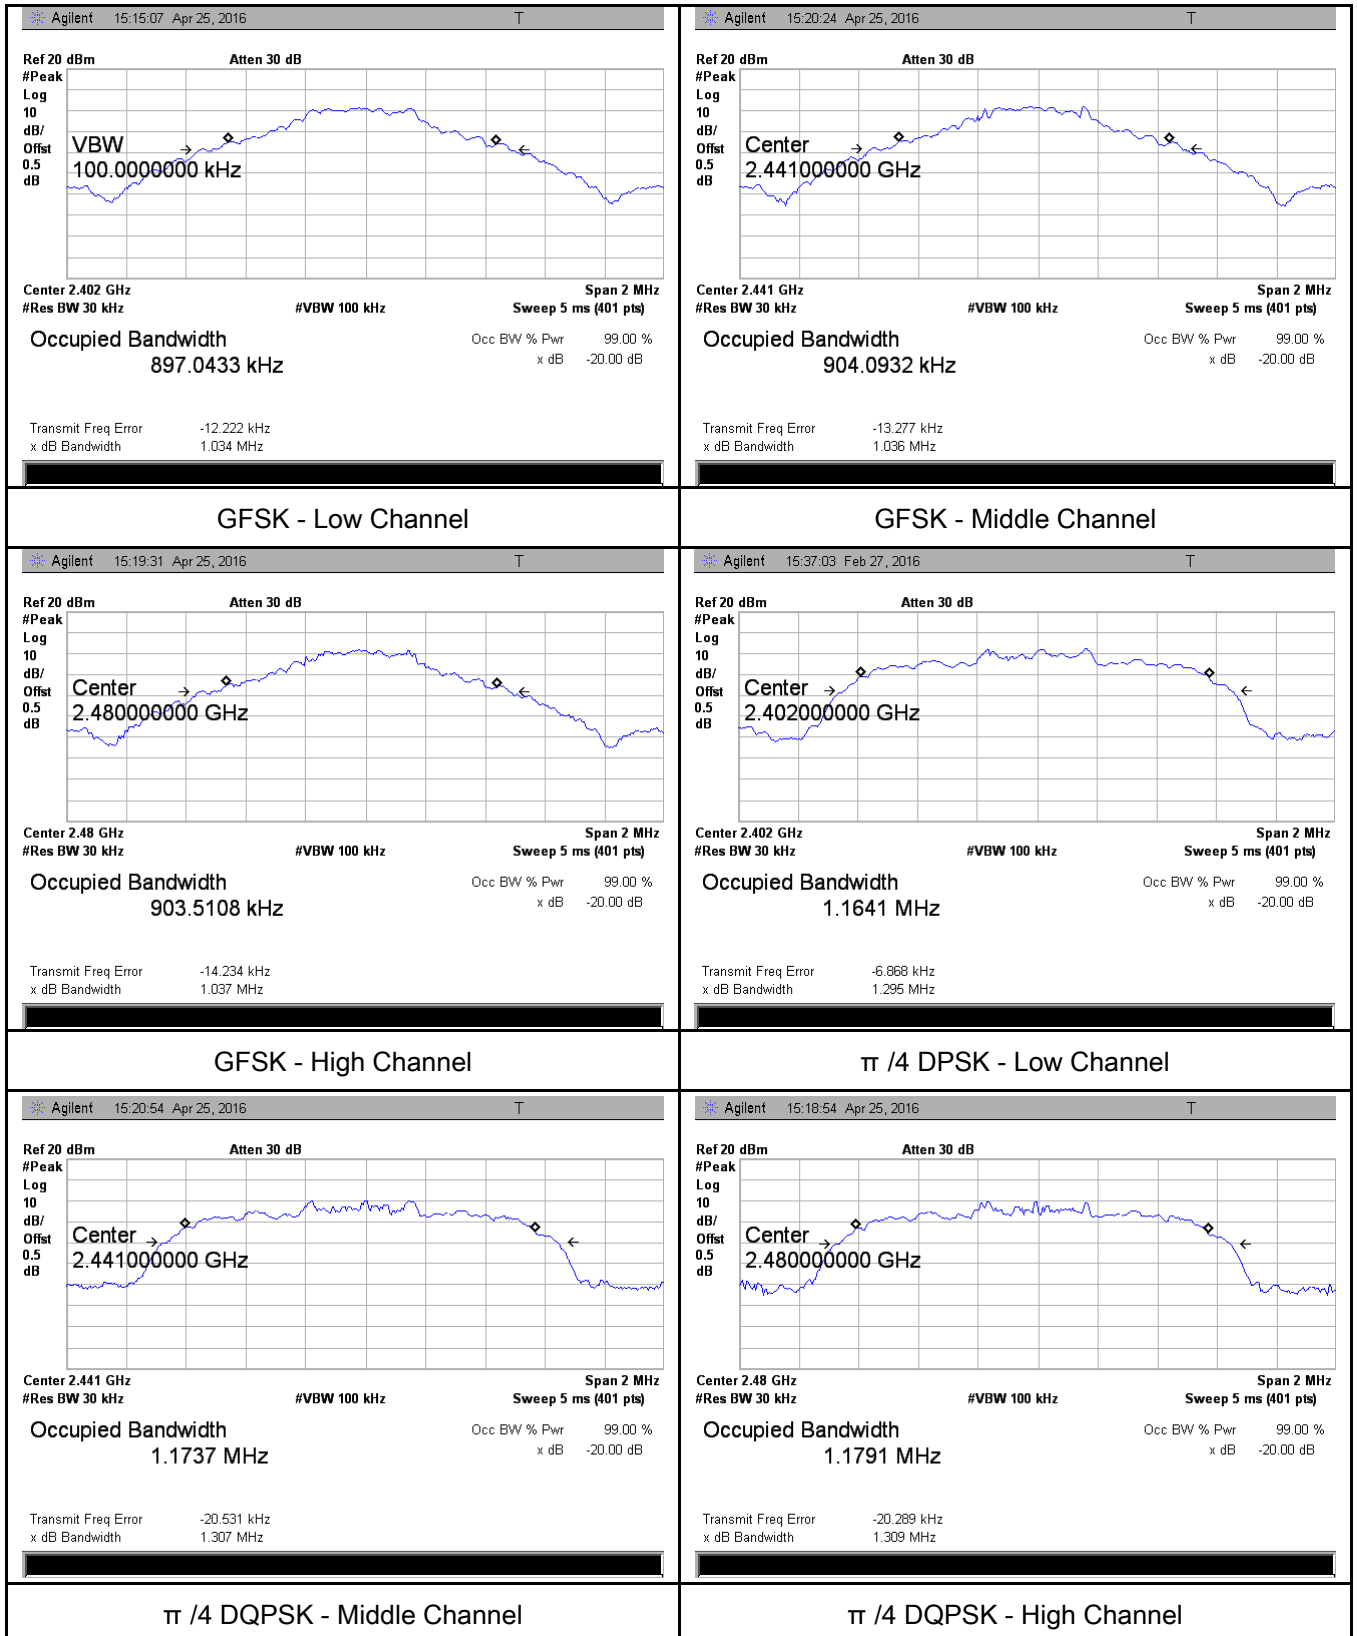 Agilent 15:15:07 Apr 25, 2016 T
Ref 20 dBm Atten 30 dB
#Peak
Log
10
dB/
Offst
0.5
dB
VBW
100.0000000 kHz
Center 2.402 GHz Span 2 MHz
#Res BW 30 kHz #VBW 100 kHz Sweep 5 ms (401 pts)
Occupied Bandwidth Occ BW % Pwr 99.00 %
897.0433 kHz x dB -20.00 dB
Transmit Freq Error -12.222 kHz
x dB Bandwidth 1.034 MHz
GFSK - Low Channel
Agilent 15:20:24 Apr 25, 2016 T
Ref 20 dBm Atten 30 dB
#Peak
Log
10
dB/
Offst
0.5
dB
Center
2.441000000 GHz
Center 2.441 GHz Span 2 MHz
#Res BW 30 kHz #VBW 100 kHz Sweep 5 ms (401 pts)
Occupied Bandwidth Occ BW % Pwr 99.00 %
904.0932 kHz x dB -20.00 dB
Transmit Freq Error -13.277 kHz
x dB Bandwidth 1.036 MHz
GFSK - Middle Channel
Agilent 15:19:31 Apr 25, 2016 T
Ref 20 dBm Atten 30 dB
#Peak
Log
10
dB/
Offst
0.5
dB
Center
2.480000000 GHz
Center 2.48 GHz Span 2 MHz
#Res BW 30 kHz #VBW 100 kHz Sweep 5 ms (401 pts)
Occupied Bandwidth Occ BW % Pwr 99.00 %
903.5108 kHz x dB -20.00 dB
Transmit Freq Error -14.234 kHz
x dB Bandwidth 1.037 MHz
GFSK - High Channel
Agilent 15:37:03 Feb 27, 2016 T
Ref 20 dBm Atten 30 dB
#Peak
Log
10
dB/
Offst
0.5
dB
Center
2.402000000 GHz
Center 2.402 GHz Span 2 MHz
#Res BW 30 kHz #VBW 100 kHz Sweep 5 ms (401 pts)
Occupied Bandwidth Occ BW % Pwr 99.00 %
1.1641 MHz x dB -20.00 dB
Transmit Freq Error -6.868 kHz
x dB Bandwidth 1.295 MHz
π /4 DPSK - Low Channel
Agilent 15:20:54 Apr 25, 2016 T
Ref 20 dBm Atten 30 dB
#Peak
Log
10
dB/
Offst
0.5
dB
Center
2.441000000 GHz
Center 2.441 GHz Span 2 MHz
#Res BW 30 kHz #VBW 100 kHz Sweep 5 ms (401 pts)
Occupied Bandwidth Occ BW % Pwr 99.00 %
1.1737 MHz x dB -20.00 dB
Transmit Freq Error -20.531 kHz
x dB Bandwidth 1.307 MHz
π /4 DQPSK - Middle Channel
Agilent 15:18:54 Apr 25, 2016 T
Ref 20 dBm Atten 30 dB
#Peak
Log
10
dB/
Offst
0.5
dB
Center
2.480000000 GHz
Center 2.48 GHz Span 2 MHz
#Res BW 30 kHz #VBW 100 kHz Sweep 5 ms (401 pts)
Occupied Bandwidth Occ BW % Pwr 99.00 %
1.1791 MHz x dB -20.00 dB
Transmit Freq Error -20.289 kHz
x dB Bandwidth 1.309 MHz
π /4 DQPSK - High Channel